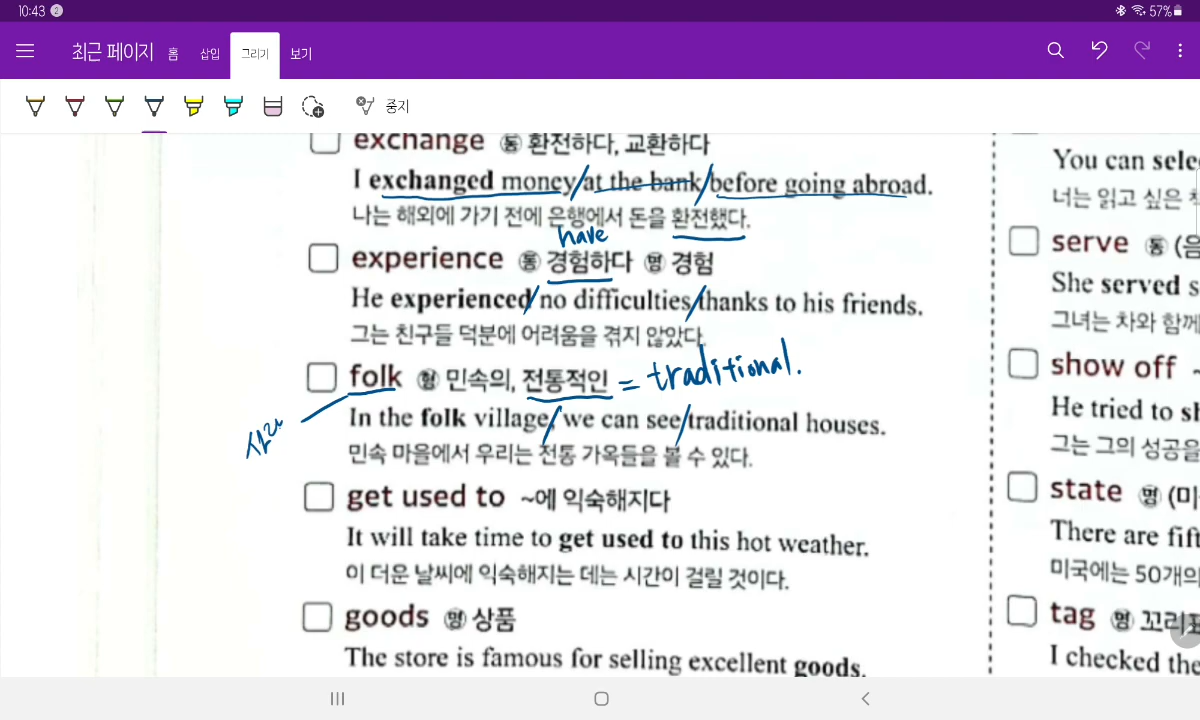 10:43 2 57%
최근 페이지 홈 삽입 그리기 보기
중지
exchange 동 환전하다, 교환하다
I exchanged money/at the bank/before going abroad.
나는 해외에 가기 전에 은행에서 돈을 환전했다.
have
experience 동 경험하다 명 경험
He experienced/no difficulties/thanks to his friends.
그는 친구들 덕분에 어려움을 겪지 않았다.
folk 형 민속의, 전통적인 = traditional.
In the folk village,/we can see/traditional houses.
민속 마을에서 우리는 전통 가옥들을 볼 수 있다.
get used to ~에 익숙해지다
It will take time to get used to this hot weather.
이 더운 날씨에 익숙해지는 데는 시간이 걸릴 것이다.
goods 명 상품
The store is famous for selling excellent goods.
You can sele
너는 읽고 싶은
serve 동 (음
She served s
그녀는 차와 함께
show off ~
He tried to sh
그는 그의 성공을
state 명 (미
There are fift
미국에는 50개의
tag 명 꼬리표
I checked the